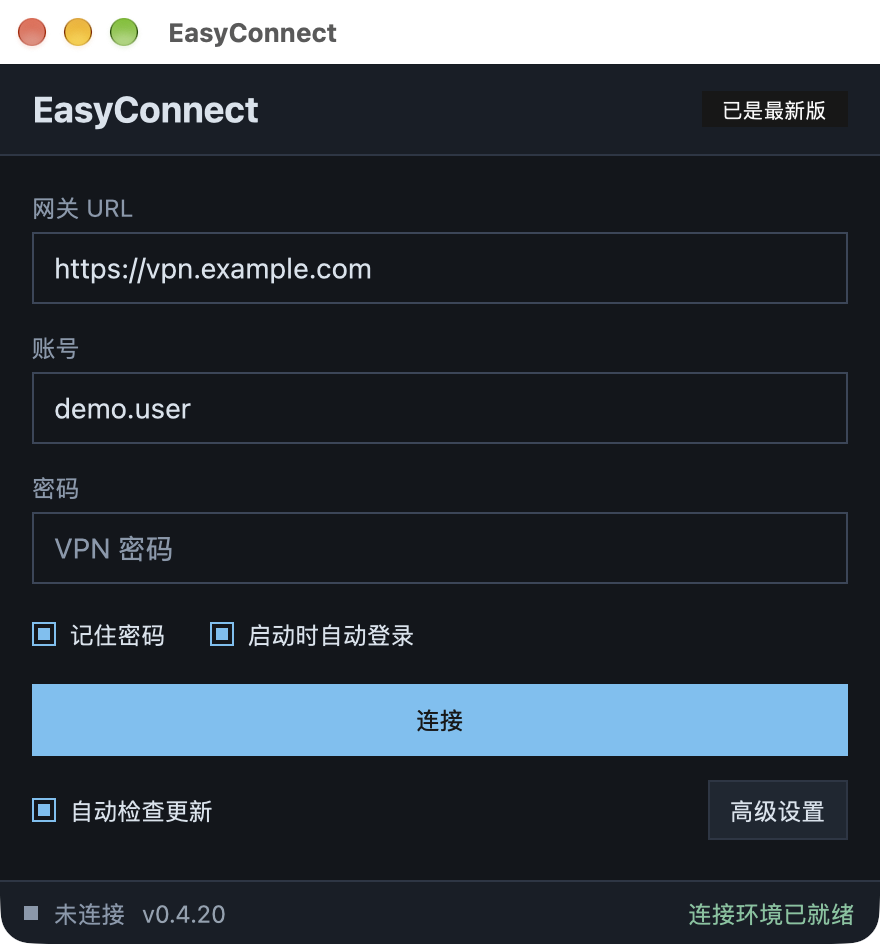 EasyConnect
EasyConnect
已是最新版
网关 URL
https://vpn.example.com
账号
demo.user
密码
VPN 密码
记住密码 启动时自动登录
连接
自动检查更新 高级设置
未连接 v0.4.20 连接环境已就绪